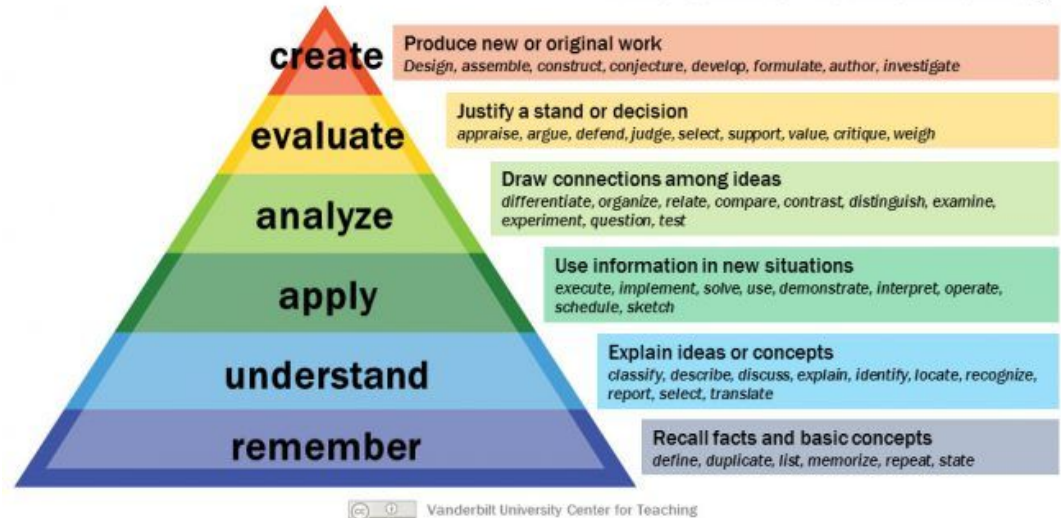 create
Produce new or original work
Design, assemble, construct, conjecture, develop, formulate, author, investigate
evaluate
Justify a stand or decision
appraise, argue, defend, judge, select, support, value, critique, weigh
analyze
Draw connections among ideas
differentiate, organize, relate, compare, contrast, distinguish, examine,
experiment, question, test
apply
Use information in new situations
execute, implement, solve, use, demonstrate, interpret, operate,
schedule, sketch
understand
Explain ideas or concepts
classify, describe, discuss, explain, identify, locate, recognize,
report, select, translate
remember
Recall facts and basic concepts
define, duplicate, list, memorize, repeat, state
cc
Vanderbilt University Center for Teaching